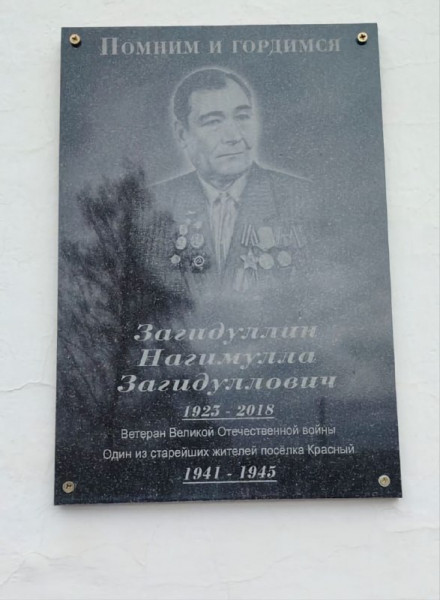 Помним и гордимся
Загидуллин
Нагимулла
Загидуллович
1925 - 2018
Ветеран Великой Отечественной войны
Один из старейших жителей посёлка Красный
1941 - 1945